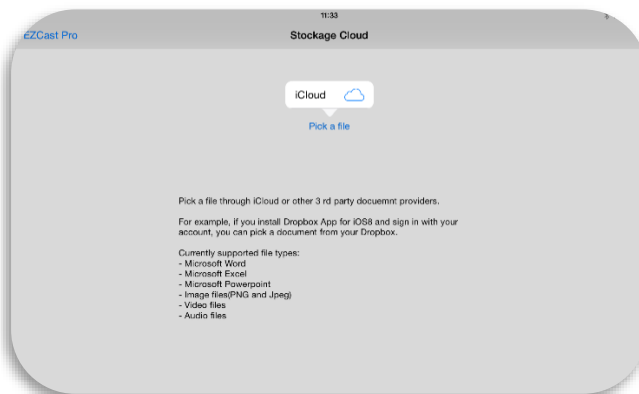 11:33
EZCast Pro
Stockage Cloud
iCloud
Pick a file
Pick a file through iCloud or other 3 rd party docuemnt providers.
For example, if you install Dropbox App for iOS8 and sign in with your
account, you can pick a document from your Dropbox.
Currently supported file types:
- Microsoft Word
- Microsoft Excel
- Microsoft Powerpoint
- Image files(PNG and Jpeg)
- Video files
- Audio files